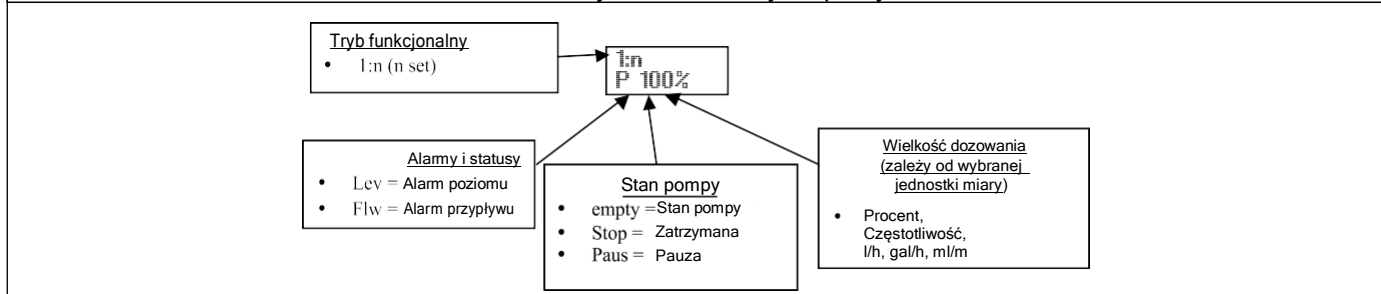 Tryb funkcjonalny
• 1:n (n set)
1:n
P 100%
Alarmy i statusy
• Lev = Alarm poziomu
• Flw = Alarm przypływu
Stan pompy
• empty =Stan pompy
• Stop = Zatrzymana
• Paus = Pauza
Wielkość dozowania
(zależy od wybranej
jednostki miary)
• Procent,
Częstotliwość,
l/h, gal/h, ml/m